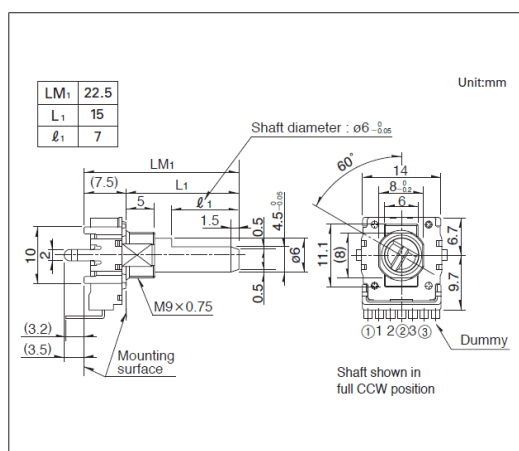 Unit:mm
LM1 22.5
L1 15
ℓ1 7
Shaft diameter : ø6 0 -0.05
LM1
(7.5)
L1
5
ℓ1
1.5
0.5
4.5 0 -0.05
ø6
0.5
10
2
M9×0.75
(3.2)
(3.5)
Mounting
surface
60°
14
8 0 -0.2
6
11.1
(8)
6.7
9.7
①1 2②3③
Dummy
Shaft shown in
full CCW position